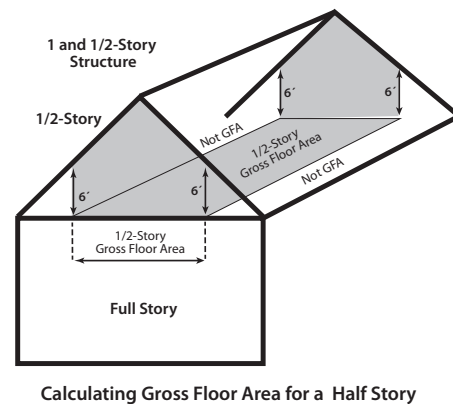 1 and 1/2-Story
Structure
1/2-Story
6´
6´
Not GFA
1/2-Story
Gross Floor Area
Not GFA
6´
6´
1/2-Story
Gross Floor Area
Full Story
Calculating Gross Floor Area for a Half Story